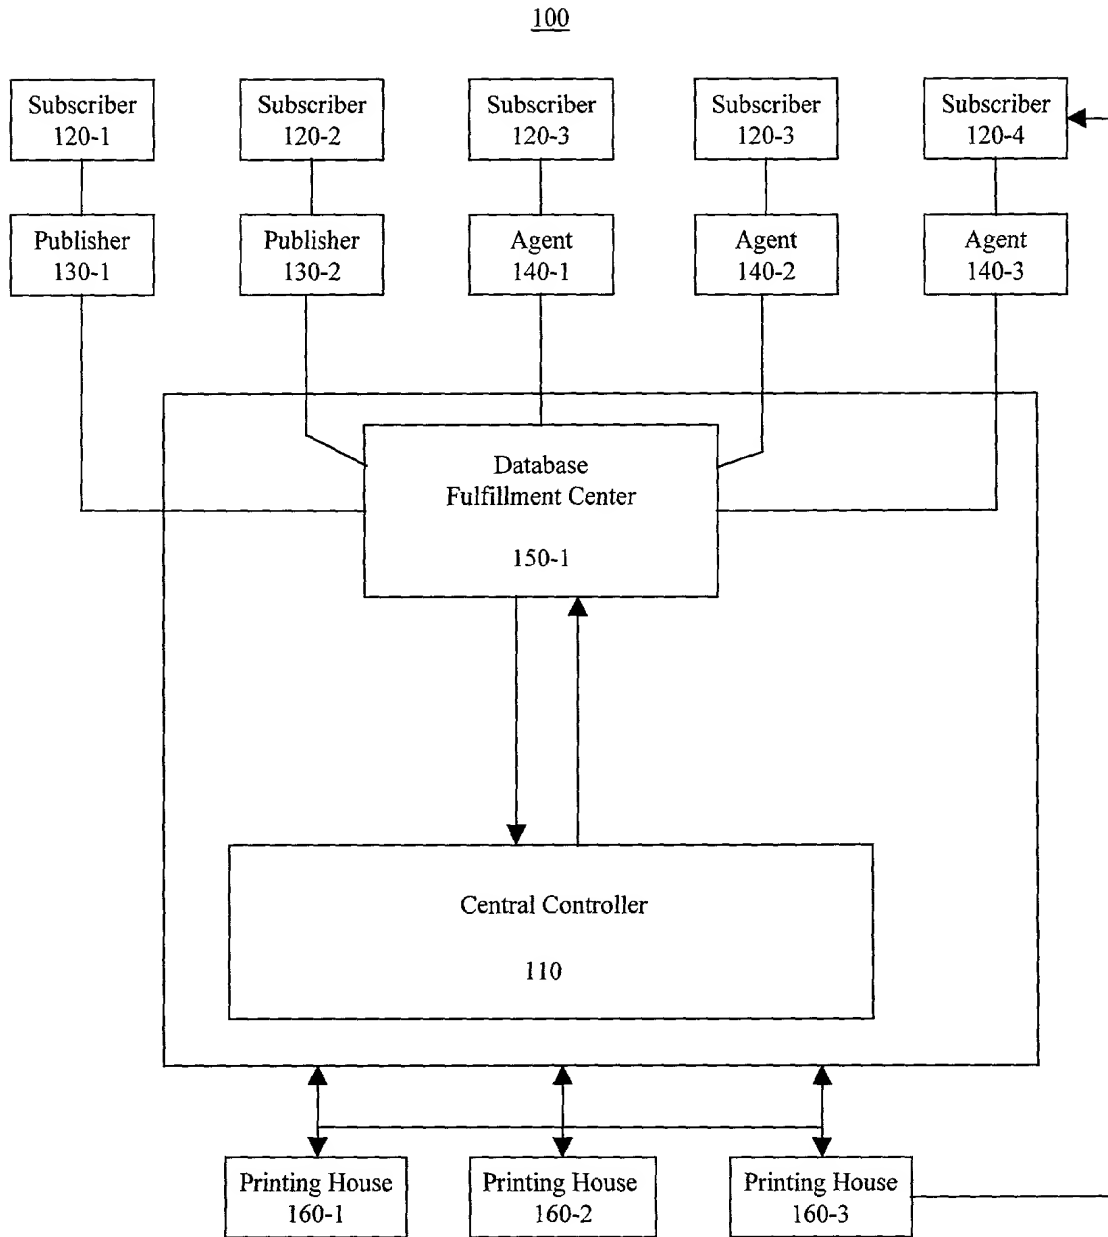 100
Subscriber
120-1
Subscriber
120-2
Subscriber
120-3
Subscriber
120-3
Subscriber
120-4
Publisher
130-1
Publisher
130-2
Agent
140-1
Agent
140-2
Agent
140-3
Database
Fulfillment Center
150-1
Central Controller
110
Printing House
160-1
Printing House
160-2
Printing House
160-3